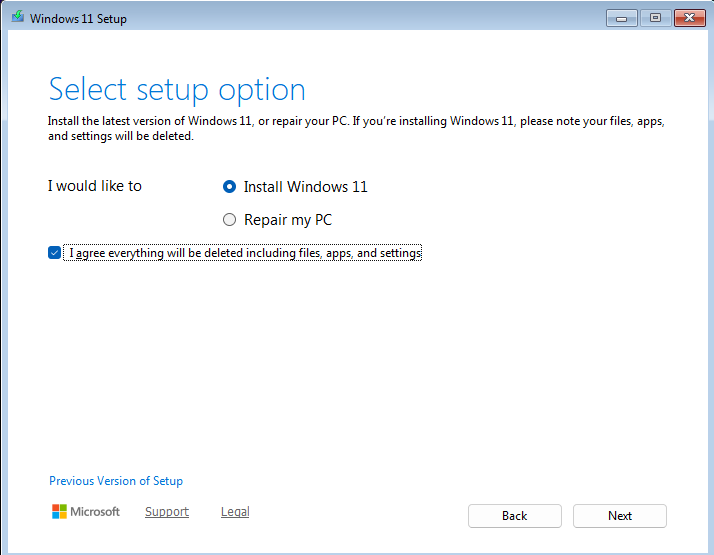 Windows 11 Setup
Select setup option
Install the latest version of Windows 11, or repair your PC. If you're installing Windows 11, please note your files, apps,
and settings will be deleted.
I would like to
Install Windows 11
Repair my PC
I agree everything will be deleted including files, apps, and settings
Previous Version of Setup
Microsoft Support Legal
Back Next